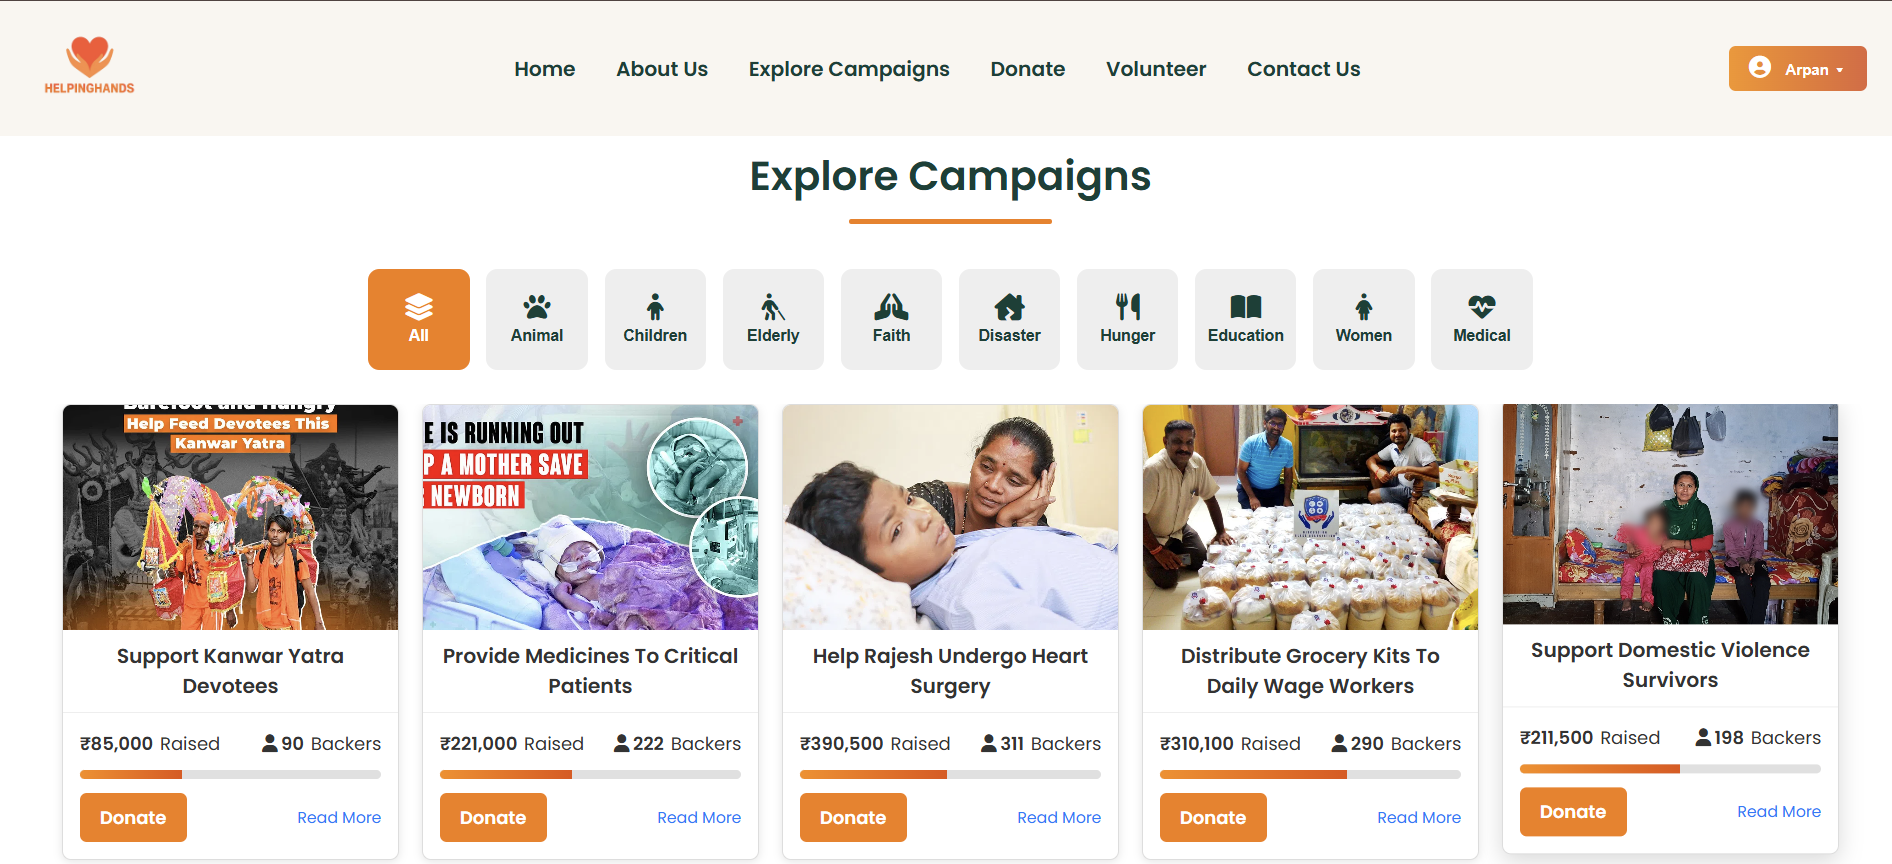 HELPINGHANDS
Home
About Us
Explore Campaigns
Donate
Volunteer
Contact Us
Arpan
Explore Campaigns
All
Animal
Children
Elderly
Faith
Disaster
Hunger
Education
Women
Medical
Barefoot and Hungry
Help Feed Devotees This
Kanwar Yatra
Support Kanwar Yatra
Devotees
₹85,000 Raised
90 Backers
Donate
Read More
E IS RUNNING OUT
P A MOTHER SAVE
NEWBORN
Provide Medicines To Critical
Patients
₹221,000 Raised
222 Backers
Donate
Read More
Help Rajesh Undergo Heart
Surgery
₹390,500 Raised
311 Backers
Donate
Read More
Distribute Grocery Kits To
Daily Wage Workers
₹310,100 Raised
290 Backers
Donate
Read More
Support Domestic Violence
Survivors
₹211,500 Raised
198 Backers
Donate
Read More